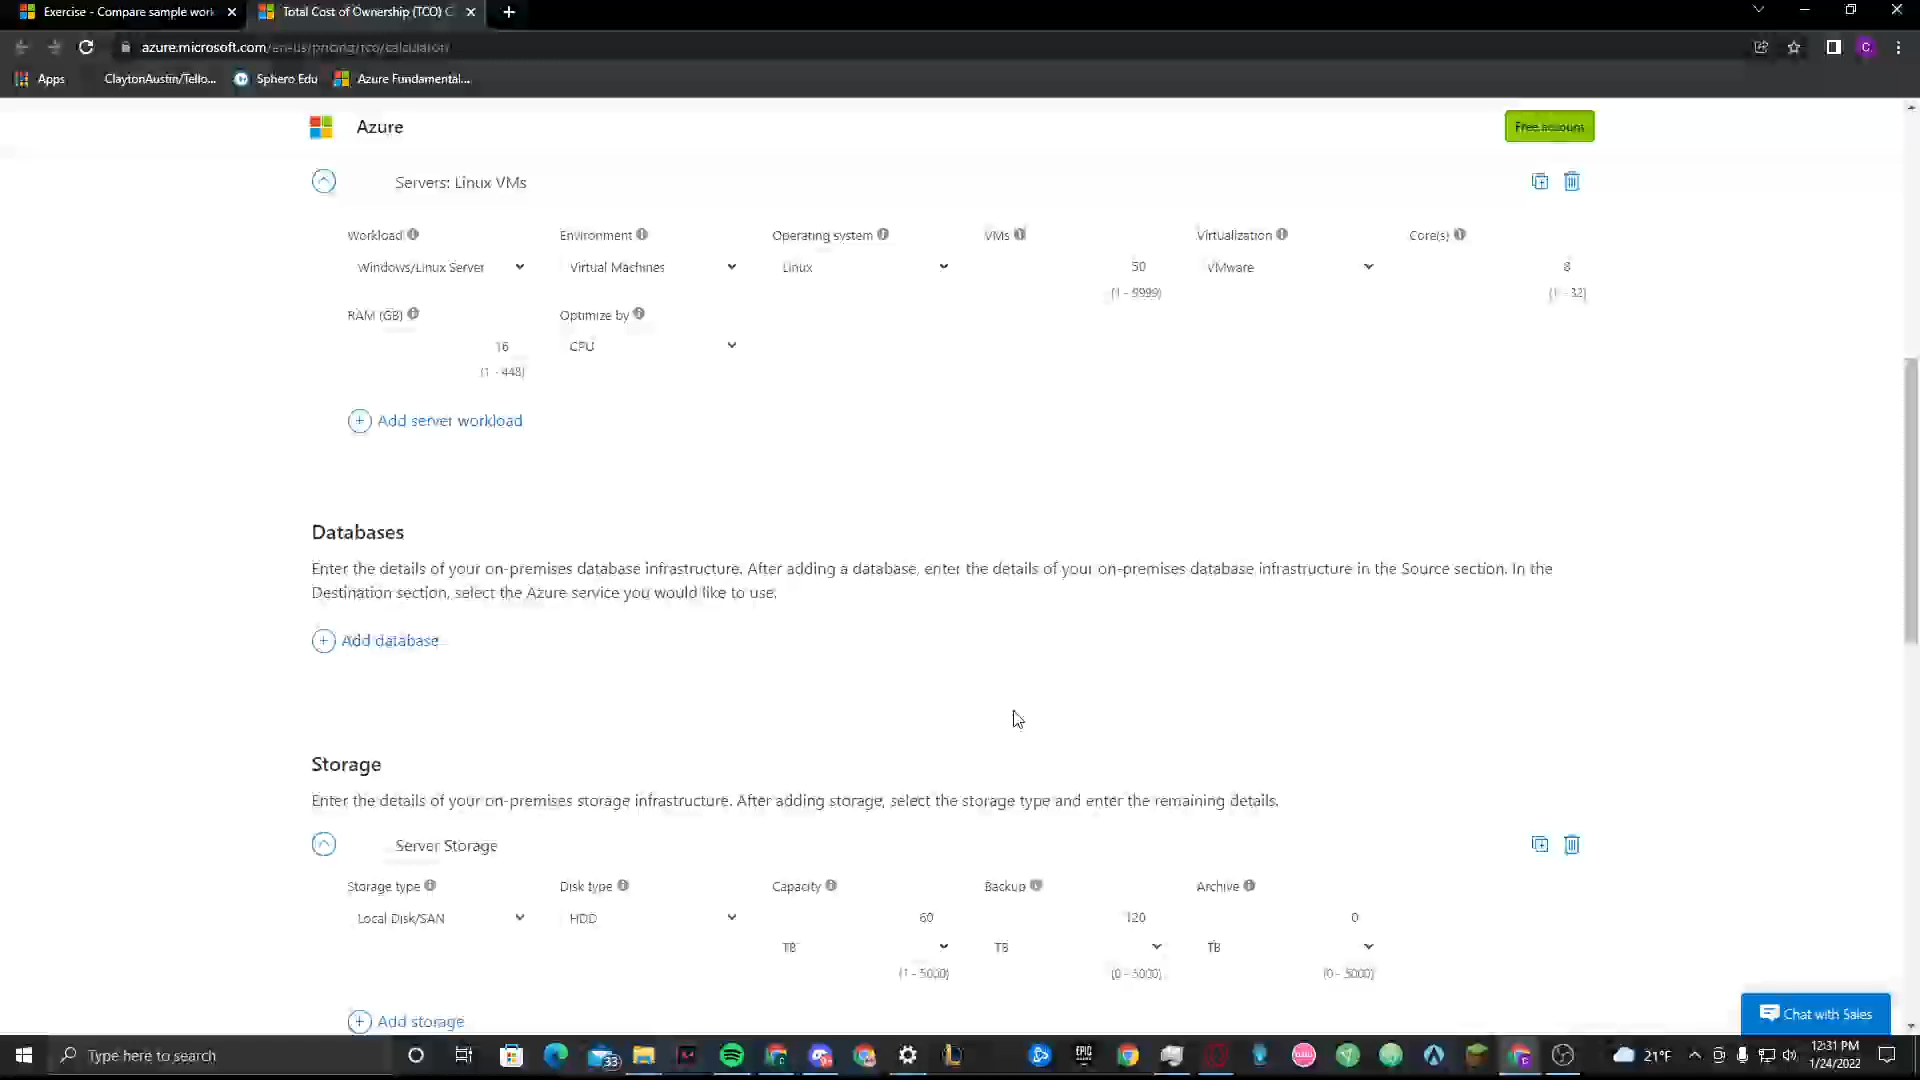 Exercise - Compare sample work
Total Cost of Ownership (TCO) C
azure.microsoft.com/en-us/pricing/tco/calculator/
C
Apps
ClaytonAustin/Tello...
Sphero Edu
Azure Fundamental...
Azure
Free account
Servers: Linux VMs
Workload
Environment
Operating system
VMs
Virtualization
Core(s)
Windows/Linux Server
Virtual Machines
Linux
50
VMware
8
(1 - 9999)
(1 - 32)
RAM (GB)
Optimize by
16
CPU
(1 - 448)
Add server workload
Databases
Enter the details of your on-premises database infrastructure. After adding a database, enter the details of your on-premises database infrastructure in the Source section. In the
Destination section, select the Azure service you would like to use.
Add database
Storage
Enter the details of your on-premises storage infrastructure. After adding storage, select the storage type and enter the remaining details.
Server Storage
Storage type
Disk type
Capacity
Backup
Archive
Local Disk/SAN
HDD
60
120
0
TB
TB
TB
(1 - 5000)
(0 - 5000)
(0 - 5000)
Add storage
Chat with Sales
Type here to search
33
EPIC
21°F
12:31 PM
1/24/2022